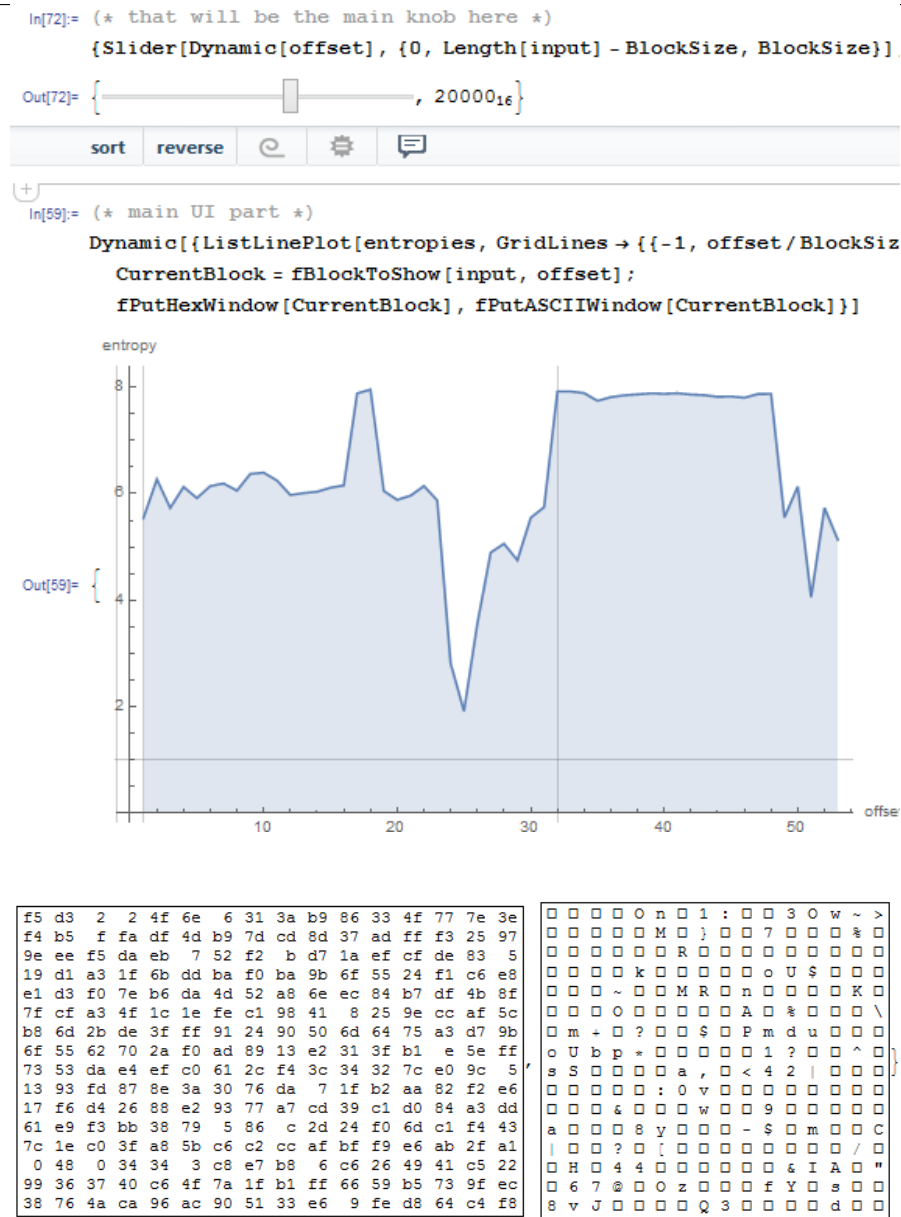 In[72]:= (* that will be the main knob here *)
{Slider[Dynamic[offset], {0, Length[input] - BlockSize, BlockSize}],
Out[72]= { , 20000₁₆}
sort reverse
In[59]:= (* main UI part *)
Dynamic[{ListLinePlot[entropies, GridLines → {{-1, offset/BlockSiz
CurrentBlock = fBlockToShow[input, offset];
fPutHexWindow[CurrentBlock], fPutASCIIWindow[CurrentBlock]}]
entropy
8
6
Out[59]= {
4
2
offse
10 20 30 40 50
f5 d3 2 2 4f 6e 6 31 3a b9 86 33 4f 77 7e 3e
f4 b5 f fa df 4d b9 7d cd 8d 37 ad ff f3 25 97
9e ee f5 da eb 7 52 f2 b d7 1a ef cf de 83 5
19 d1 a3 1f 6b dd ba f0 ba 9b 6f 55 24 f1 c6 e8
e1 d3 f0 7e b6 da 4d 52 a8 6e ec 84 b7 df 4b 8f
7f cf a3 4f 1c 1e fe c1 98 41 8 25 9e cc af 5c
b8 6d 2b de 3f ff 91 24 90 50 6d 64 75 a3 d7 9b
6f 55 62 70 2a f0 ad 89 13 e2 31 3f b1 e 5e ff
73 53 da e4 ef c0 61 2c f4 3c 34 32 7c e0 9c 5
13 93 fd 87 8e 3a 30 76 da 7 1f b2 aa 82 f2 e6
17 f6 d4 26 88 e2 93 77 a7 cd 39 c1 d0 84 a3 dd
61 e9 f3 bb 38 79 5 86 c 2d 24 f0 6d c1 f4 43
7c 1e c0 3f a8 5b c6 c2 cc af bf f9 e6 ab 2f a1
0 48 0 34 34 3 c8 e7 b8 6 c6 26 49 41 c5 22
99 36 37 40 c6 4f 7a 1f b1 ff 66 59 b5 73 9f ec
38 76 4a ca 96 ac 90 51 33 e6 9 fe d8 64 c4 f8
,
□ □ □ □ O n □ 1 : □ □ 3 O w ~ >
□ □ □ □ □ M □ } □ □ 7 □ □ □ % □
□ □ □ □ □ □ R □ □ □ □ □ □ □ □ □
□ □ □ □ k □ □ □ □ □ o U $ □ □ □
□ □ □ ~ □ □ M R □ n □ □ □ □ K □
□ □ □ O □ □ □ □ □ A □ % □ □ □ \
□ m + □ ? □ □ $ □ P m d u □ □ □
o U b p * □ □ □ □ □ 1 ? □ □ ^ □
s S □ □ □ □ a , □ < 4 2 | □ □ □
□ □ □ □ □ : 0 v □ □ □ □ □ □ □ □
□ □ □ & □ □ □ w □ □ 9 □ □ □ □ □
a □ □ □ 8 y □ □ □ - $ □ m □ □ C
| □ □ ? □ [ □ □ □ □ □ □ □ □ / □
□ H □ 4 4 □ □ □ □ □ □ & I A □ "
□ 6 7 @ □ O z □ □ □ f Y □ s □ □
8 v J □ □ □ □ Q 3 □ □ □ □ d □ □
}